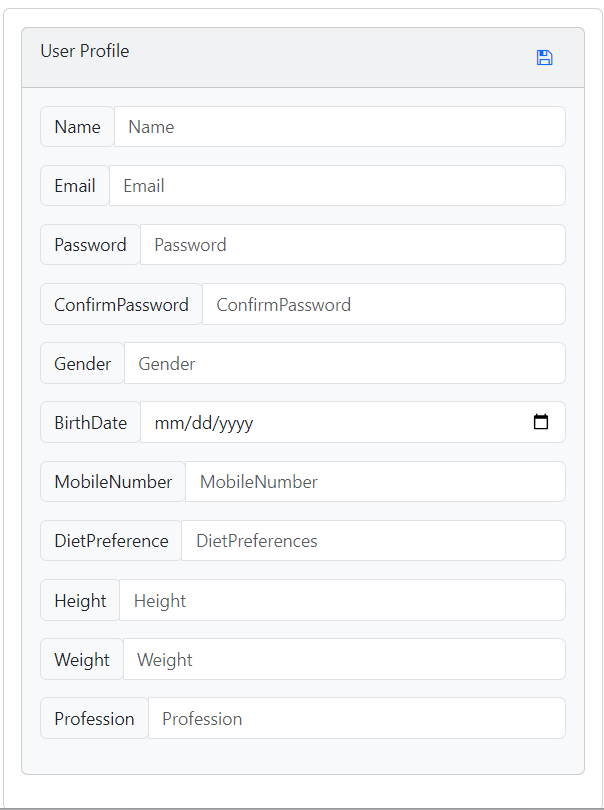 User Profile
Name Name
Email Email
Password Password
ConfirmPassword ConfirmPassword
Gender Gender
BirthDate mm/dd/yyyy
MobileNumber MobileNumber
DietPreference DietPreferences
Height Height
Weight Weight
Profession Profession